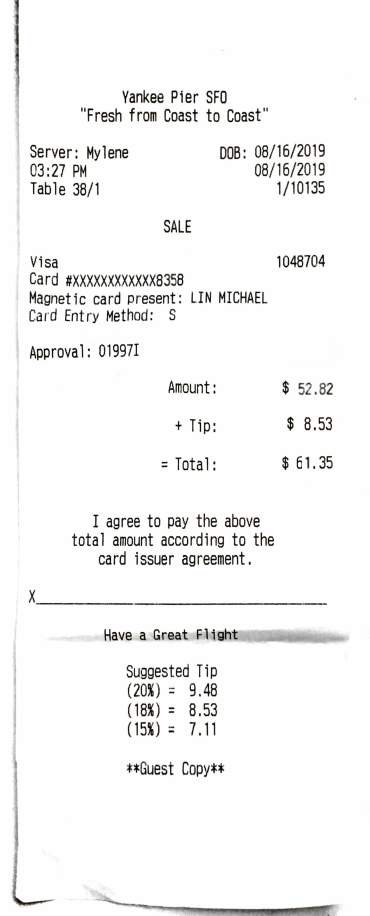 Yankee Pier SFO
"Fresh from Coast to Coast"
Server: Mylene DOB: 08/16/2019
03:27 PM 08/16/2019
Table 38/1 1/10135
SALE
Visa 1048704
Card #XXXXXXXXXXXX8358
Magnetic card present: LIN MICHAEL
Card Entry Method: S
Approval: 01997I
Amount: $ 52.82
+ Tip: $ 8.53
= Total: $ 61.35
I agree to pay the above
total amount according to the
card issuer agreement.
X______________________________
Have a Great Flight
Suggested Tip
(20%) = 9.48
(18%) = 8.53
(15%) = 7.11
**Guest Copy**